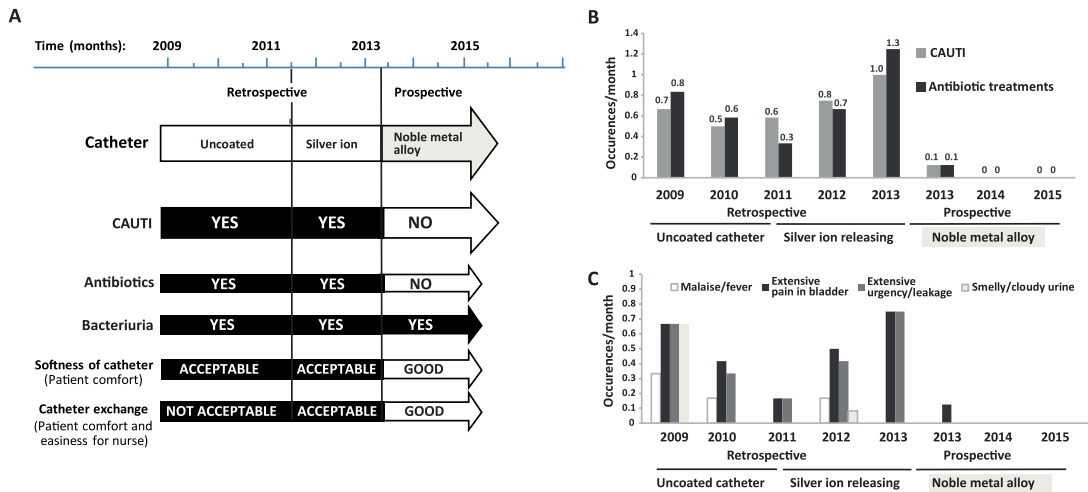 A
Time (months): 2009 2011 2013 2015
Retrospective Prospective
Catheter Uncoated Silver ion Noble metal
alloy
CAUTI YES YES NO
Antibiotics YES YES NO
Bacteriuria YES YES YES
Softness of catheter ACCEPTABLE ACCEPTABLE GOOD
(Patient comfort)
Catheter exchange NOT ACCEPTABLE ACCEPTABLE GOOD
(Patient comfort and
easiness for nurse)
B
Occurences/month
1.4
1.2
1
0.8
0.6
0.4
0.2
0
CAUTI
Antibiotic treatments
0.7 0.8 0.5 0.6 0.6 0.3 0.8 0.7 1.0 1.3 0.1 0.1 0 0 0 0
2009 2010 2011 2012 2013 2013 2014 2015
Retrospective Prospective
Uncoated catheter Silver ion releasing Noble metal alloy
C
Occurences/month
1
0.9
0.8
0.7
0.6
0.5
0.4
0.3
0.2
0.1
0
Malaise/fever
Extensive
pain in bladder
Extensive
urgency/leakage
Smelly/cloudy urine
2009 2010 2011 2012 2013 2013 2014 2015
Retrospective Prospective
Uncoated catheter Silver ion releasing Noble metal alloy